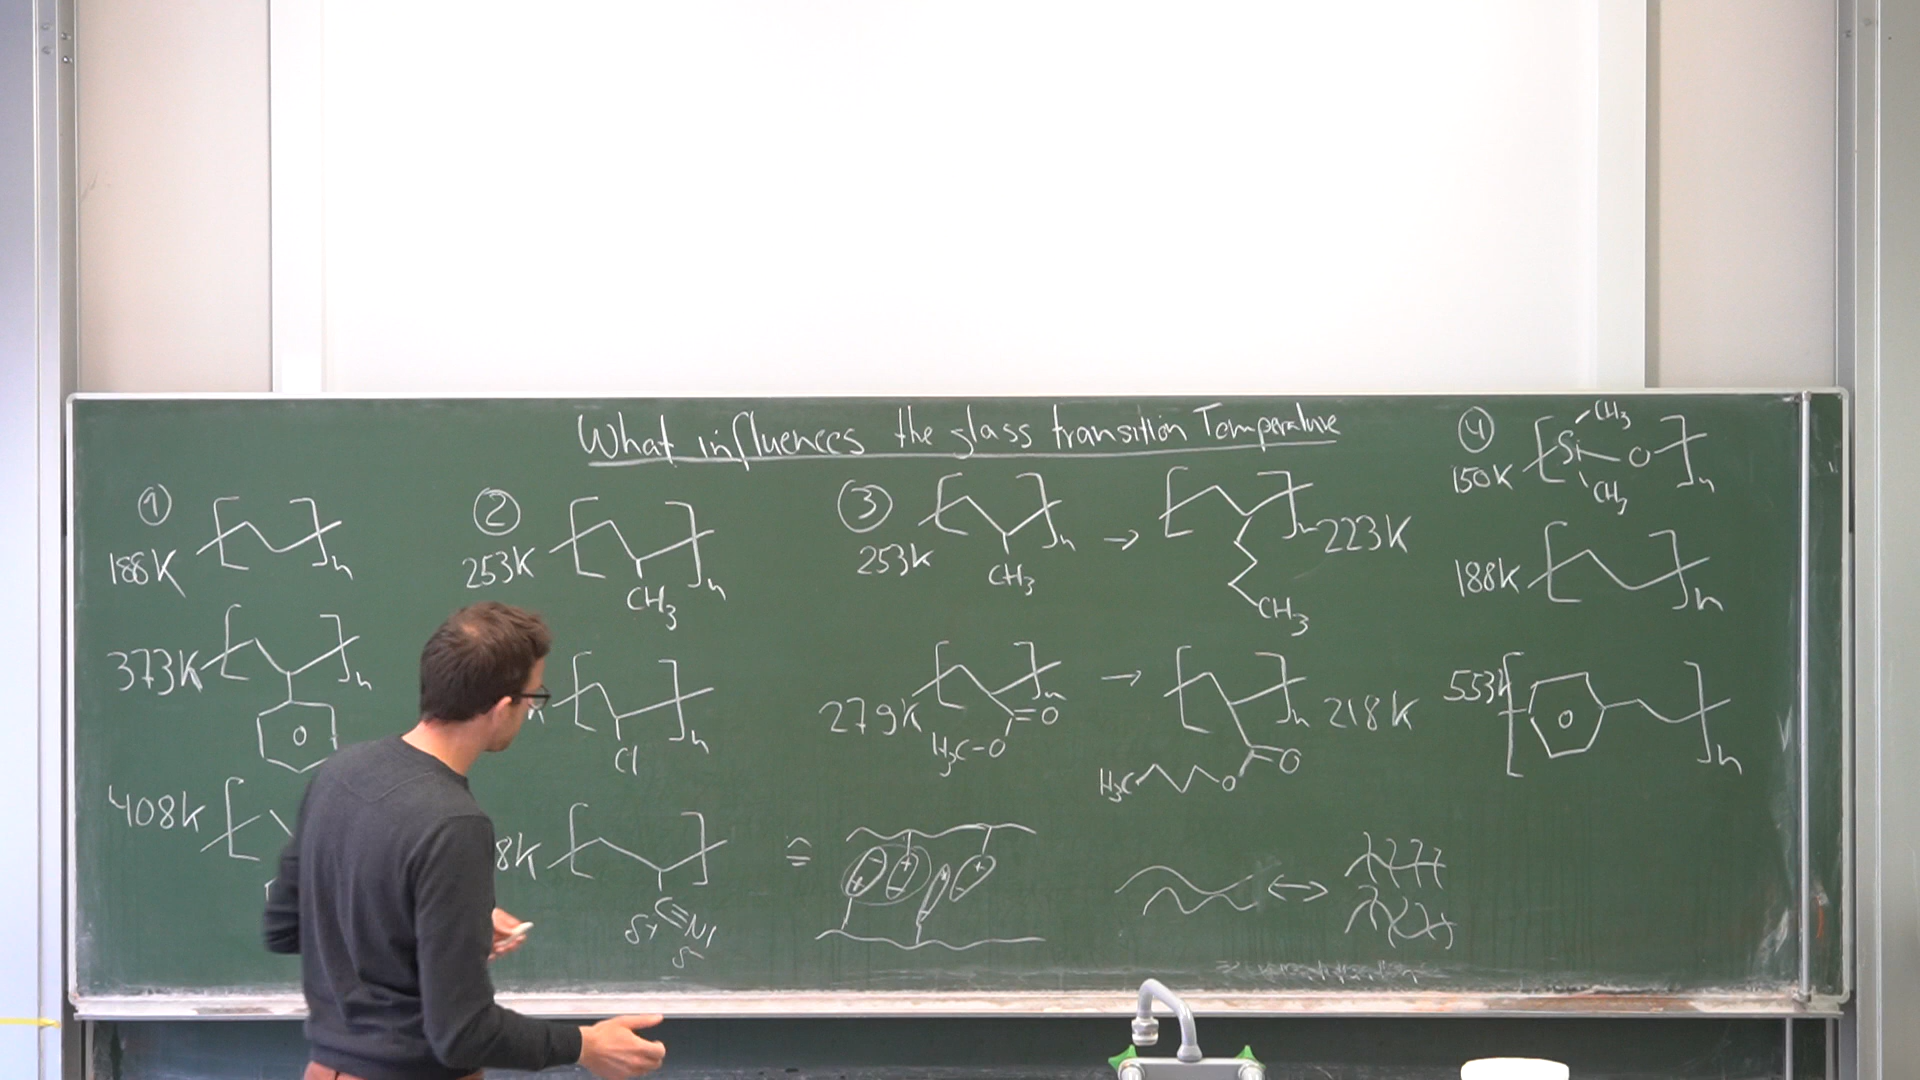 What influences the glass transition Temperature
①
188K
n
373K
n
408K
②
253K
CH3
n
K
Cl
n
8K
C≡N
δ+
δ-
③
253K
CH3
n
→
n
223K
CH3
279K
n
=O
H3C-O
→
n
218K
O
H3C
O
≙
+ - + - + -
↔
④
150K
CH3
Si
O
n
CH3
188K
n
553K
n